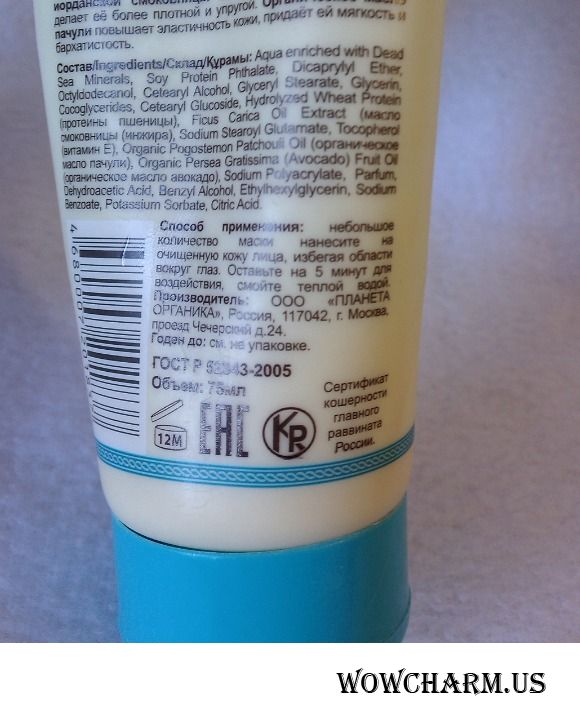 иорданской смоковницы
делает её более плотной и упругой. Органическое масло
пачули повышает эластичность кожи, придаёт ей мягкость и
бархатистость.
Состав/Ingredients/Склад/Құрамы: Aqua enriched with Dead
Sea Minerals, Soy Protein Phthalate, Dicaprylyl Ether,
Octyldodecanol, Cetearyl Alcohol, Glyceryl Stearate, Glycerin,
Cocoglycerides, Cetearyl Glucoside, Hydrolyzed Wheat Protein
(протеины пшеницы), Ficus Carica Oil Extract (масло
смоковницы (инжира), Sodium Stearoyl Glutamate, Tocopherol
(витамин Е), Organic Pogostemon Patchouli Oil (органическое
масло пачули), Organic Persea Gratissima (Avocado) Fruit Oil
(органическое масло авокадо), Sodium Polyacrylate, Parfum,
Dehydroacetic Acid, Benzyl Alcohol, Ethylhexylglycerin, Sodium
Benzoate, Potassium Sorbate, Citric Acid.
Способ применения: небольшое
количество маски нанесите на
очищенную кожу лица, избегая области
вокруг глаз. Оставьте на 5 минут для
воздействия, смойте теплой водой.
Производитель: ООО «ПЛАНЕТА
ОРГАНИКА», Россия, 117042, г. Москва,
проезд Чечерский д.24.
Годен до: см. на упаковке.
ГОСТ Р 52343-2005
Объем: 75мл
12M
EAC
КР
Сертификат
кошерности
главного
раввината
России.
WOWCHARM.US